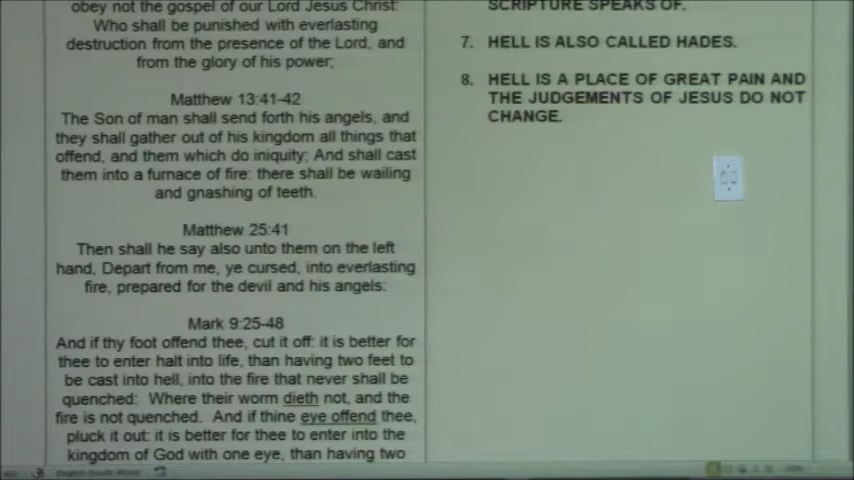 obey not the gospel of our Lord Jesus Christ:
Who shall be punished with everlasting
destruction from the presence of the Lord, and
from the glory of his power;
Matthew 13:41-42
The Son of man shall send forth his angels, and
they shall gather out of his kingdom all things that
offend, and them which do iniquity; And shall cast
them into a furnace of fire: there shall be wailing
and gnashing of teeth.
Matthew 25:41
Then shall he say also unto them on the left
hand, Depart from me, ye cursed, into everlasting
fire, prepared for the devil and his angels:
Mark 9:25-48
And if thy foot offend thee, cut it off: it is better for
thee to enter halt into life, than having two feet to
be cast into hell, into the fire that never shall be
quenched: Where their worm dieth not, and the
fire is not quenched. And if thine eye offend thee,
pluck it out: it is better for thee to enter into the
kingdom of God with one eye, than having two
SCRIPTURE SPEAKS OF.
7. HELL IS ALSO CALLED HADES.
8. HELL IS A PLACE OF GREAT PAIN AND
THE JUDGEMENTS OF JESUS DO NOT
CHANGE.